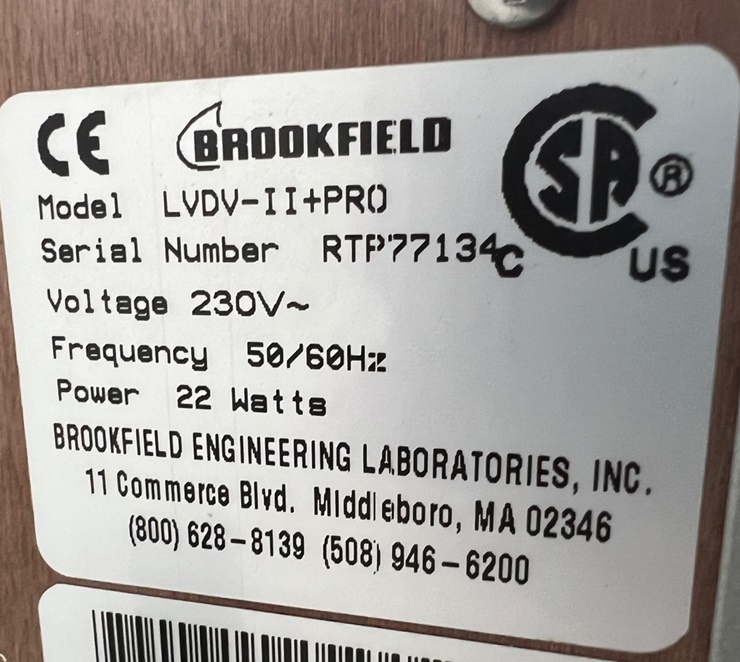 CE BROOKFIELD
Model LVDV-II+PRO
Serial Number RTP77134
Voltage 230V~
Frequency 50/60Hz
Power 22 Watts
BROOKFIELD ENGINEERING LABORATORIES, INC.
11 Commerce Blvd. Middleboro, MA 02346
(800) 628-8139 (508) 946-6200
SA ®
C US